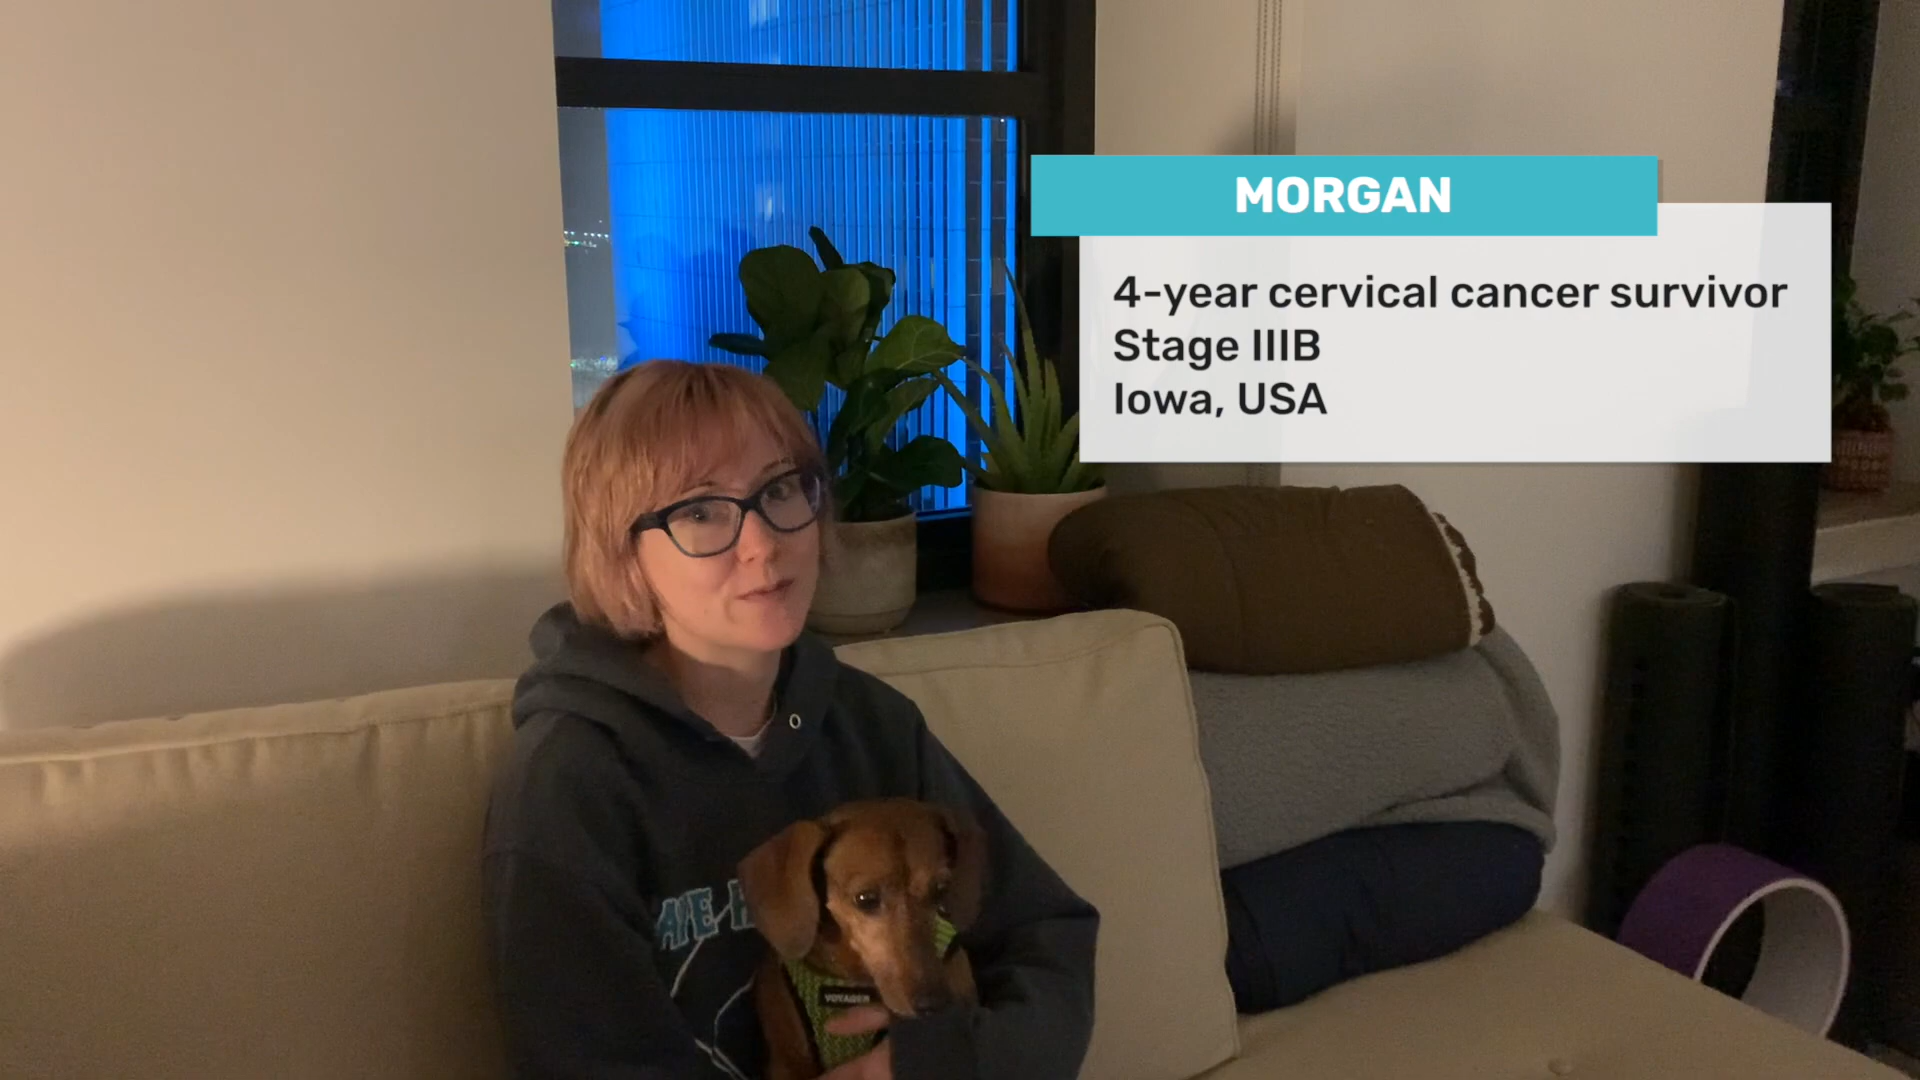 MORGAN
4-year cervical cancer survivor
Stage IIIB
Iowa, USA
VOYAGER